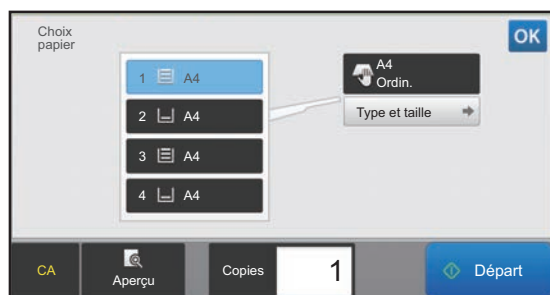 Choix
papier
OK
1 A4
2 A4
3 A4
4 A4
A4
Ordin.
Type et taille
CA
Aperçu
Copies
1
Départ